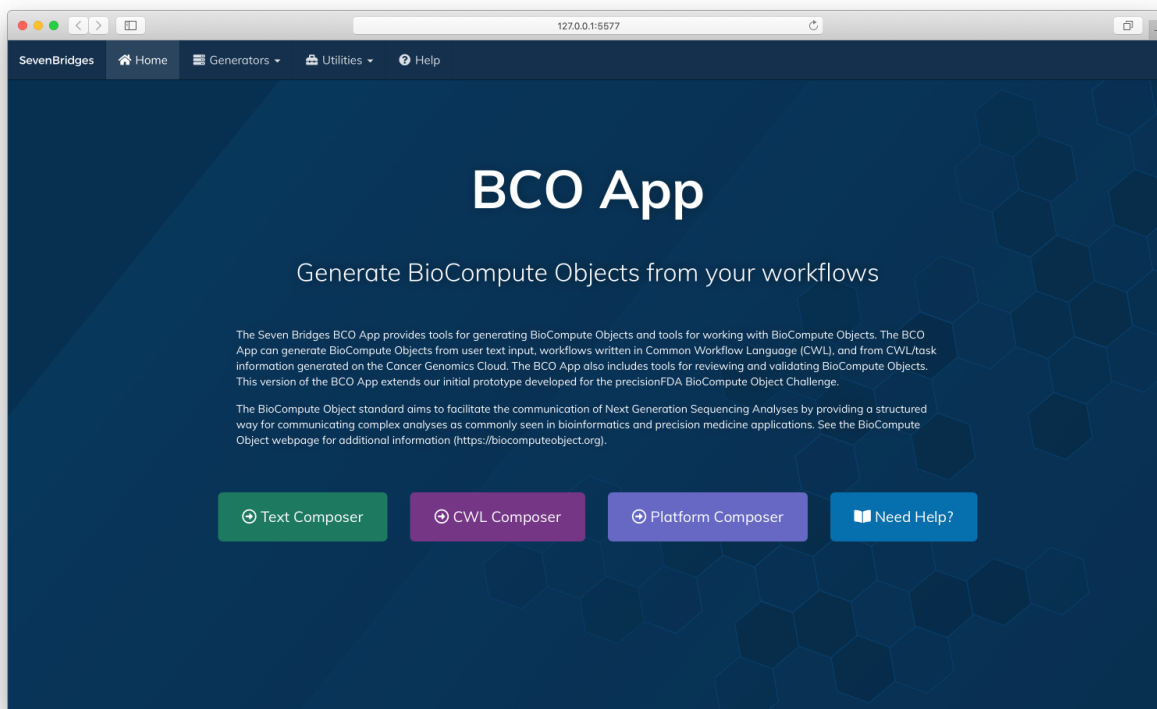 127.0.0.1:5577
SevenBridges Home Generators Utilities Help
BCO App
Generate BioCompute Objects from your workflows
The Seven Bridges BCO App provides tools for generating BioCompute Objects and tools for working with BioCompute Objects. The BCO
App can generate BioCompute Objects from user text input, workflows written in Common Workflow Language (CWL), and from CWL/task
information generated on the Cancer Genomics Cloud. The BCO App also includes tools for reviewing and validating BioCompute Objects.
This version of the BCO App extends our initial prototype developed for the precisionFDA BioCompute Object Challenge.
The BioCompute Object standard aims to facilitate the communication of Next Generation Sequencing Analyses by providing a structured
way for communicating complex analyses as commonly seen in bioinformatics and precision medicine applications. See the BioCompute
Object webpage for additional information (https://biocomputeobject.org).
Text Composer CWL Composer Platform Composer Need Help?